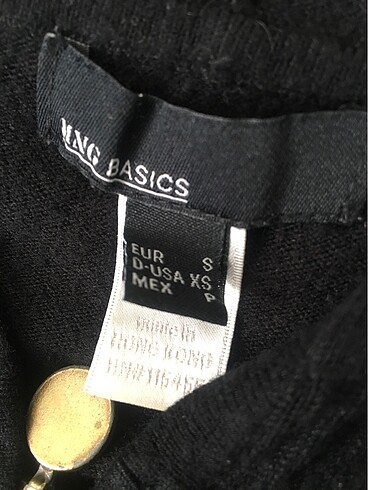 MNG BASICS
EUR S
D-USA XS
MEX P
Made in
HONG KONG